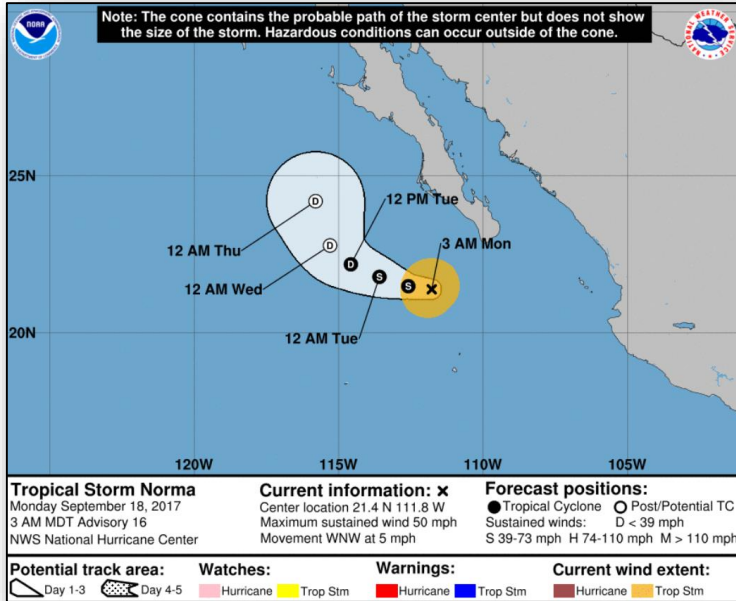 Note: The cone contains the probable path of the storm center but does not show
the size of the storm. Hazardous conditions can occur outside of the cone.
NOAA
NATIONAL WEATHER SERVICE
25N
12 PM Tue
D
3 AM Mon
12 AM Thu
D
D
S
S
12 AM Wed
12 AM Tue
20N
120W 115W 110W 105W
Tropical Storm Norma
Monday September 18, 2017
3 AM MDT Advisory 16
NWS National Hurricane Center
Current information: ✖
Center location 21.4 N 111.8 W
Maximum sustained wind 50 mph
Movement WNW at 5 mph
Forecast positions:
● Tropical Cyclone ○ Post/Potential TC
Sustained winds: D < 39 mph
S 39-73 mph H 74-110 mph M > 110 mph
Potential track area:
Day 1-3 Day 4-5
Watches:
Hurricane Trop Stm
Warnings:
Hurricane Trop Stm
Current wind extent:
Hurricane Trop Stm